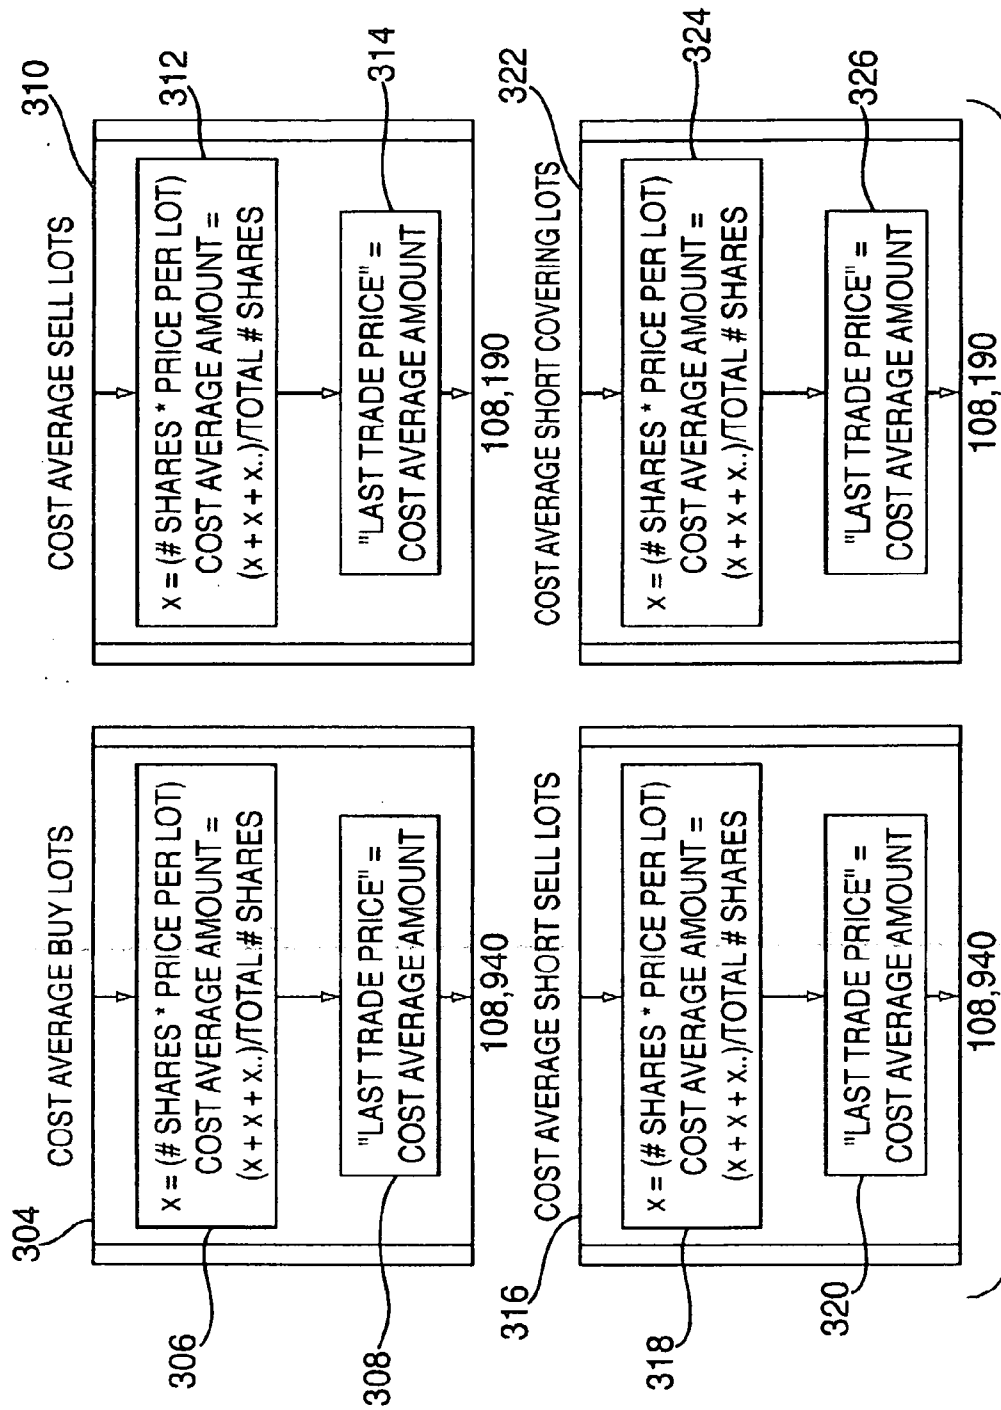 COST AVERAGE BUY LOTS
304
X = (# SHARES * PRICE PER LOT)
COST AVERAGE AMOUNT =
(X + X + X..)/TOTAL # SHARES
306
"LAST TRADE PRICE" =
COST AVERAGE AMOUNT
308
108,940
COST AVERAGE SELL LOTS
310
X = (# SHARES * PRICE PER LOT)
COST AVERAGE AMOUNT =
(X + X + X..)/TOTAL # SHARES
312
"LAST TRADE PRICE" =
COST AVERAGE AMOUNT
314
108,190
COST AVERAGE SHORT SELL LOTS
316
X = (# SHARES * PRICE PER LOT)
COST AVERAGE AMOUNT =
(X + X + X..)/TOTAL # SHARES
318
"LAST TRADE PRICE" =
COST AVERAGE AMOUNT
320
108,940
COST AVERAGE SHORT COVERING LOTS
322
X = (# SHARES * PRICE PER LOT)
COST AVERAGE AMOUNT =
(X + X + X..)/TOTAL # SHARES
324
"LAST TRADE PRICE" =
COST AVERAGE AMOUNT
326
108,190